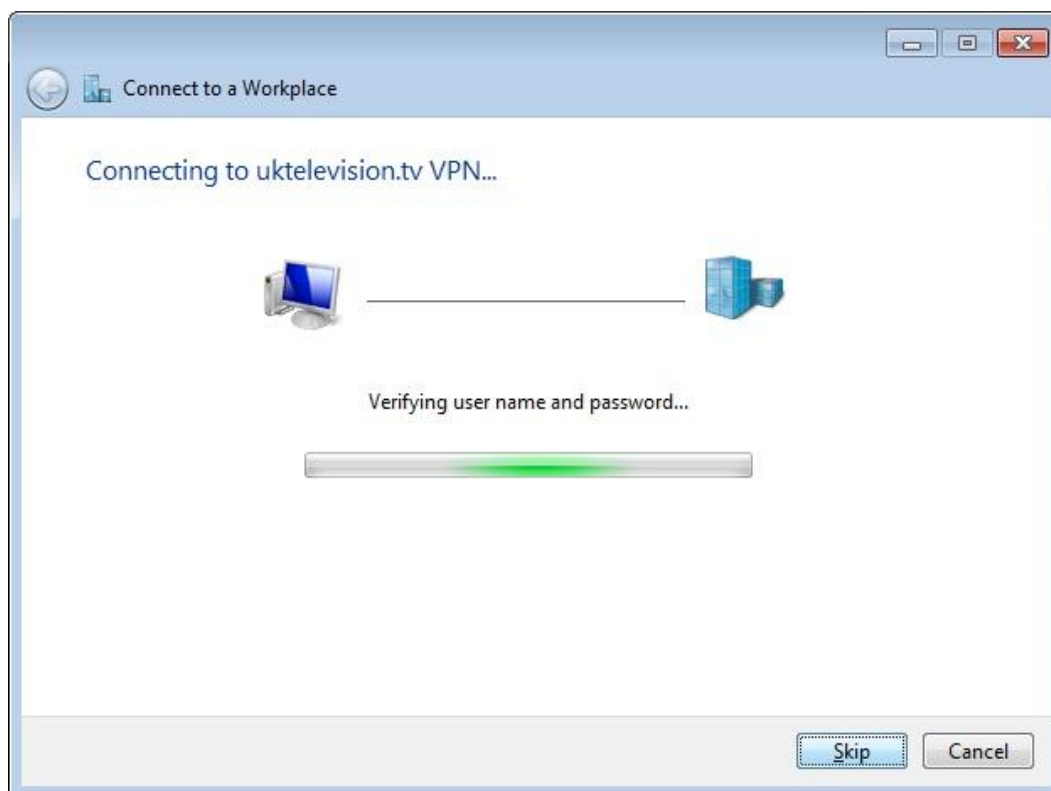 Connect to a Workplace
Connecting to uktelevision.tv VPN...
Verifying user name and password...
Skip
Cancel